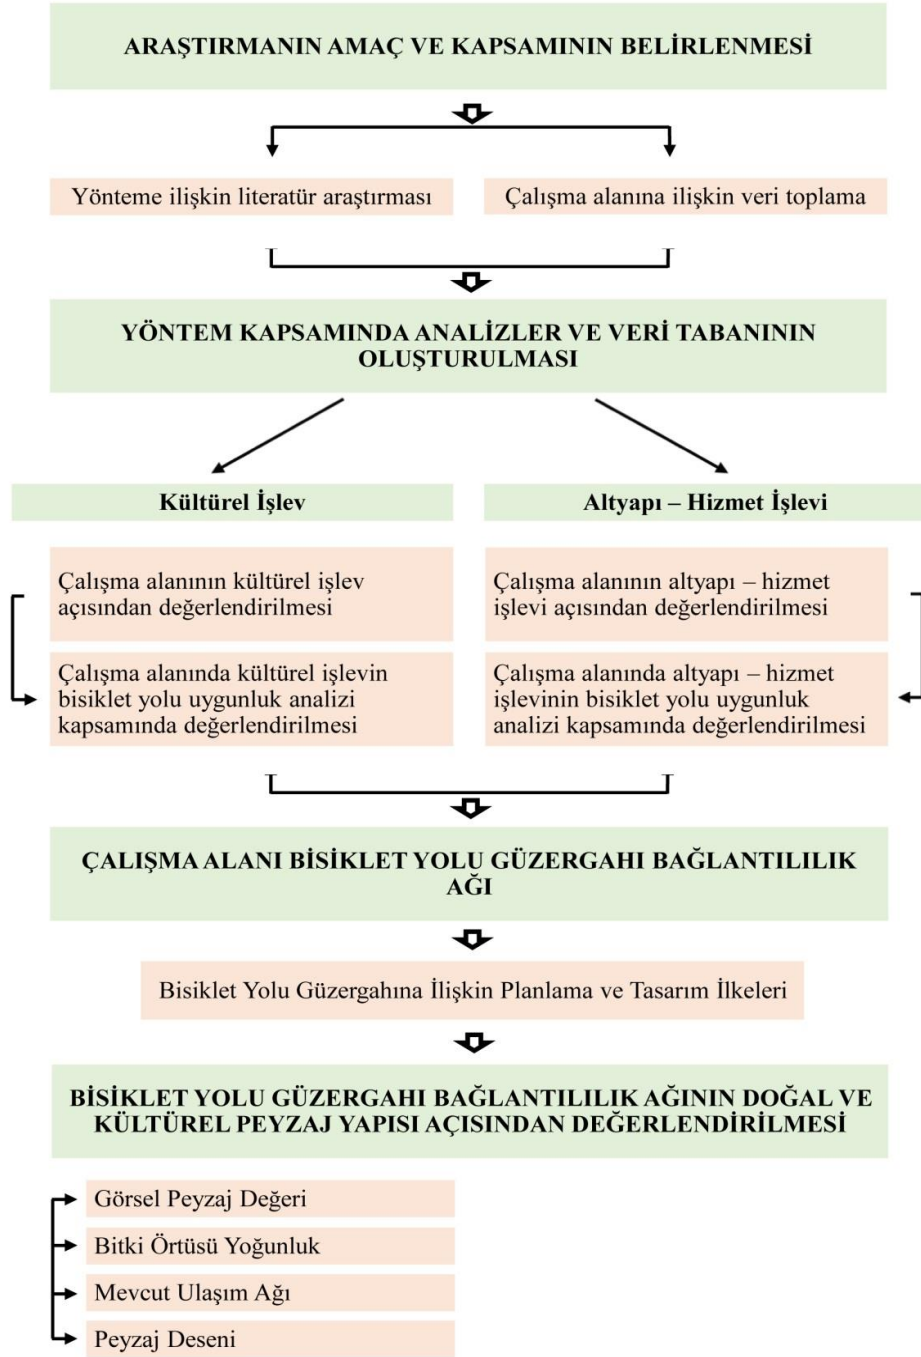 ARAŞTIRMANIN AMAÇ VE KAPSAMININ BELİRLENMESİ
Yönteme ilişkin literatür araştırması
Çalışma alanına ilişkin veri toplama
YÖNTEM KAPSAMINDA ANALİZLER VE VERİ TABANININ
OLUŞTURULMASI
Kültürel İşlev
Altyapı – Hizmet İşlevi
Çalışma alanının kültürel işlev
açısından değerlendirilmesi
Çalışma alanının altyapı – hizmet
işlevi açısından değerlendirilmesi
Çalışma alanında kültürel işlevin
bisiklet yolu uygunluk analizi
kapsamında değerlendirilmesi
Çalışma alanında altyapı – hizmet
işlevinin bisiklet yolu uygunluk
analizi kapsamında değerlendirilmesi
ÇALIŞMA ALANI BİSİKLET YOLU GÜZERGAHI BAĞLANTILILIK
AĞI
Bisiklet Yolu Güzergahına İlişkin Planlama ve Tasarım İlkeleri
BİSİKLET YOLU GÜZERGAHI BAĞLANTILILIK AĞININ DOĞAL VE
KÜLTÜREL PEYZAJ YAPISI AÇISINDAN DEĞERLENDİRİLMESİ
Görsel Peyzaj Değeri
Bitki Örtüsü Yoğunluk
Mevcut Ulaşım Ağı
Peyzaj Deseni